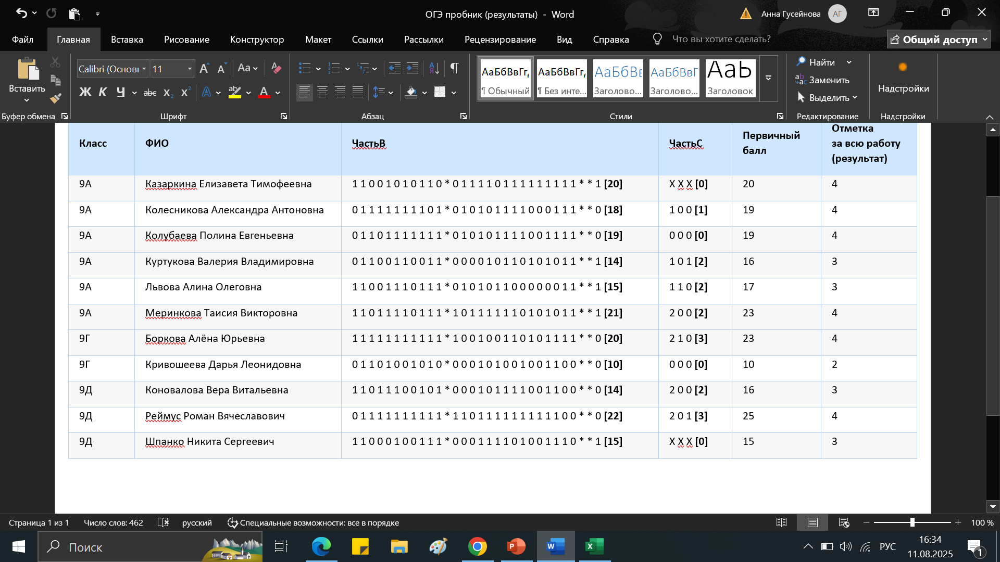 ОГЭ пробник (результаты) - Word
Анна Гусейнова
АГ
Файл Главная Вставка Рисование Конструктор Макет Ссылки Рассылки Рецензирование Вид Справка Что вы хотите сделать? Общий доступ
Вставить
Calibri (Основі 11
Аа
Ж К Ч abc x₂ x²
АаБбВвГг, АаБбВвГг, АаБбВв АаБбВвГ АаЬ
¶ Обычный ¶ Без инте... Заголово... Заголово... Заголовок
Найти
Заменить
Выделить
Надстройки
Буфер обмена Шрифт Абзац Стили Редактирование Надстройки
Класс ФИО ЧастьВ ЧастьС Первичный балл Отметка за всю работу (результат)
9А Казаркина Елизавета Тимофеевна 1 1 0 0 1 0 1 0 1 1 0 * 0 1 1 1 1 0 1 1 1 1 1 1 1 1 1 * * 1 [20] X X X [0] 20 4
9А Колесникова Александра Антоновна 0 1 1 1 1 1 1 1 1 0 1 * 0 1 0 1 0 1 1 1 1 0 0 0 1 1 1 * * 0 [18] 1 0 0 [1] 19 4
9А Колубаева Полина Евгеньевна 0 1 1 0 1 1 1 1 1 1 1 * 0 1 0 1 0 1 1 1 1 0 0 1 1 1 1 * * 0 [19] 0 0 0 [0] 19 4
9А Куртукова Валерия Владимировна 0 1 1 0 0 1 1 0 0 1 1 * 0 0 0 0 1 0 1 1 0 1 0 1 0 1 1 * * 1 [14] 1 0 1 [2] 16 3
9А Львова Алина Олеговна 1 1 0 0 1 1 1 0 1 1 1 * 0 1 0 1 0 1 1 0 0 0 0 0 0 1 1 * * 1 [15] 1 1 0 [2] 17 3
9А Меринкова Таисия Викторовна 1 1 0 1 1 1 1 0 1 1 1 * 1 0 1 1 1 1 1 1 0 1 0 1 0 1 1 * * 1 [21] 2 0 0 [2] 23 4
9Г Боркова Алёна Юрьевна 1 1 1 1 1 1 1 1 1 1 1 * 1 0 0 1 0 0 1 1 0 1 0 1 1 1 1 * * 0 [20] 2 1 0 [3] 23 4
9Г Кривошеева Дарья Леонидовна 0 1 1 0 1 0 0 1 0 1 0 * 0 0 0 1 0 1 0 0 1 0 0 1 1 0 0 * * 0 [10] 0 0 0 [0] 10 2
9Д Коновалова Вера Витальевна 1 1 0 1 1 1 0 0 1 0 1 * 0 0 0 1 0 1 1 1 1 0 0 1 1 0 0 * * 0 [14] 2 0 0 [2] 16 3
9Д Реймус Роман Вячеславович 0 1 1 1 1 1 1 1 1 1 1 * 1 1 0 1 1 1 1 1 1 1 1 1 1 0 0 * * 0 [22] 2 0 1 [3] 25 4
9Д Шпанко Никита Сергеевич 1 1 0 0 0 1 0 0 1 1 1 * 0 0 0 1 1 1 1 0 1 0 0 1 1 1 0 * * 1 [15] X X X [0] 15 3
Страница 1 из 1 Число слов: 462 русский Специальные возможности: все в порядке 100 %
Поиск
РУС
16:34
11.08.2025
1